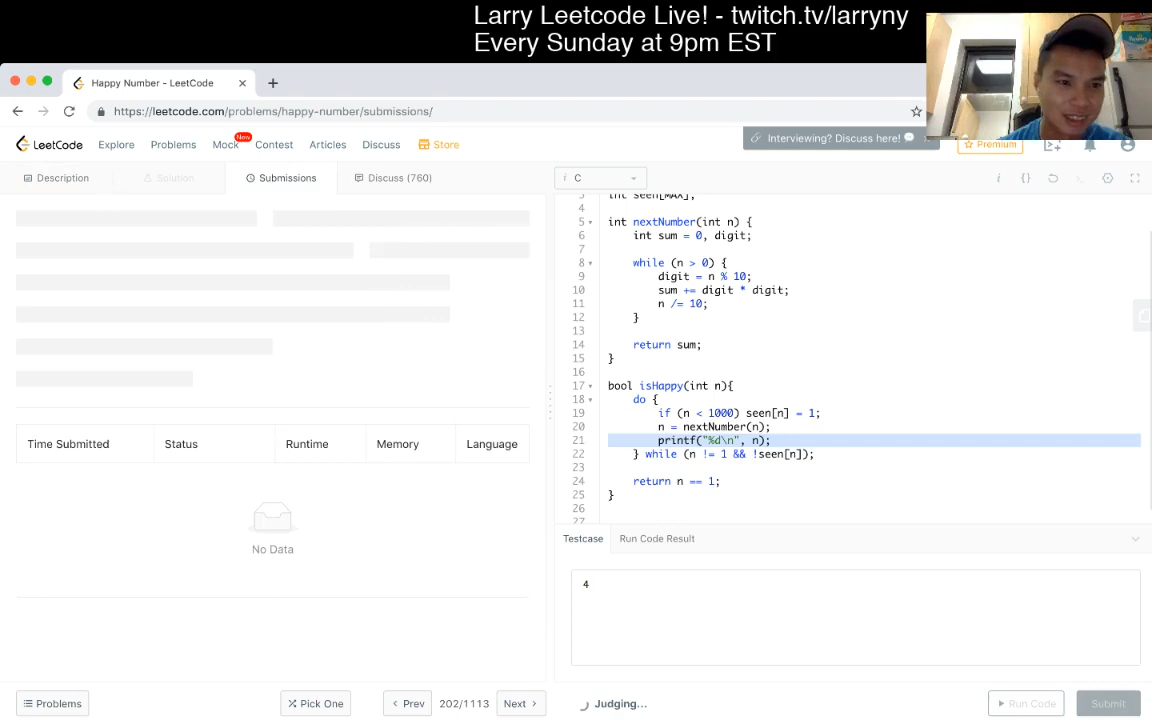 Larry Leetcode Live! - twitch.tv/larryny
Every Sunday at 9pm EST
Happy Number - LeetCode
https://leetcode.com/problems/happy-number/submissions/
LeetCode Explore Problems Mock New Contest Articles Discuss Store
Interviewing? Discuss here!
Premium
Description Solution Submissions Discuss (760)
i C
4
5 int nextNumber(int n) {
6 int sum = 0, digit;
7
8 while (n > 0) {
9 digit = n % 10;
10 sum += digit * digit;
11 n /= 10;
12 }
13
14 return sum;
15 }
16
17 bool isHappy(int n){
18 do {
19 if (n < 1000) seen[n] = 1;
20 n = nextNumber(n);
21 printf("%d\n", n);
22 } while (n != 1 && !seen[n]);
23
24 return n == 1;
25 }
26
27
Time Submitted Status Runtime Memory Language
No Data
Testcase Run Code Result
4
Problems Pick One Prev 202/1113 Next Judging... Run Code Submit